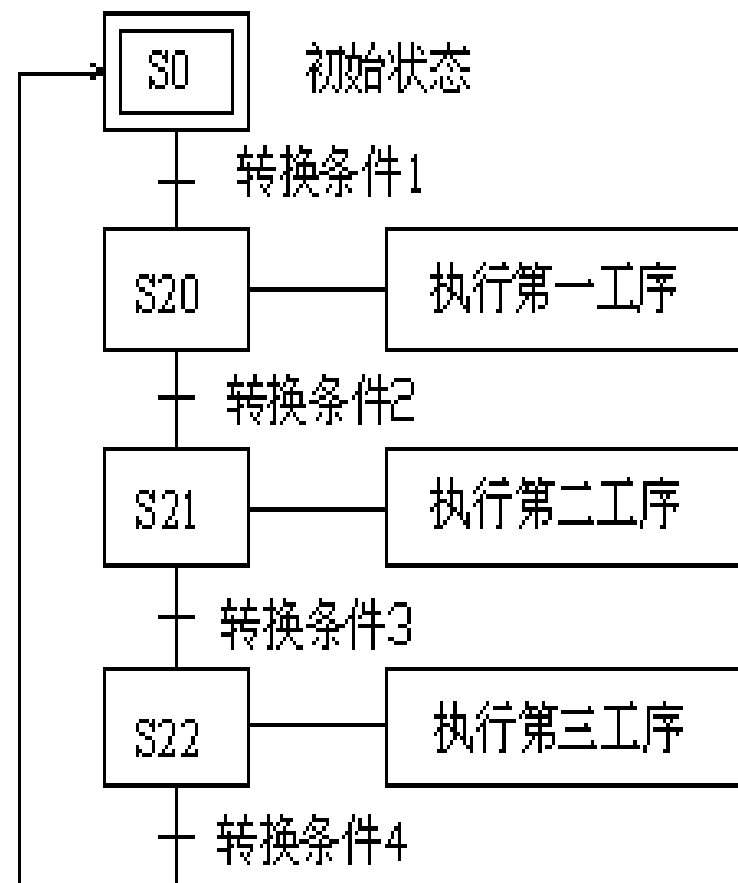 S0
初始状态
转换条件1
S20
执行第一工序
转换条件2
S21
执行第二工序
转换条件3
S22
执行第三工序
转换条件4